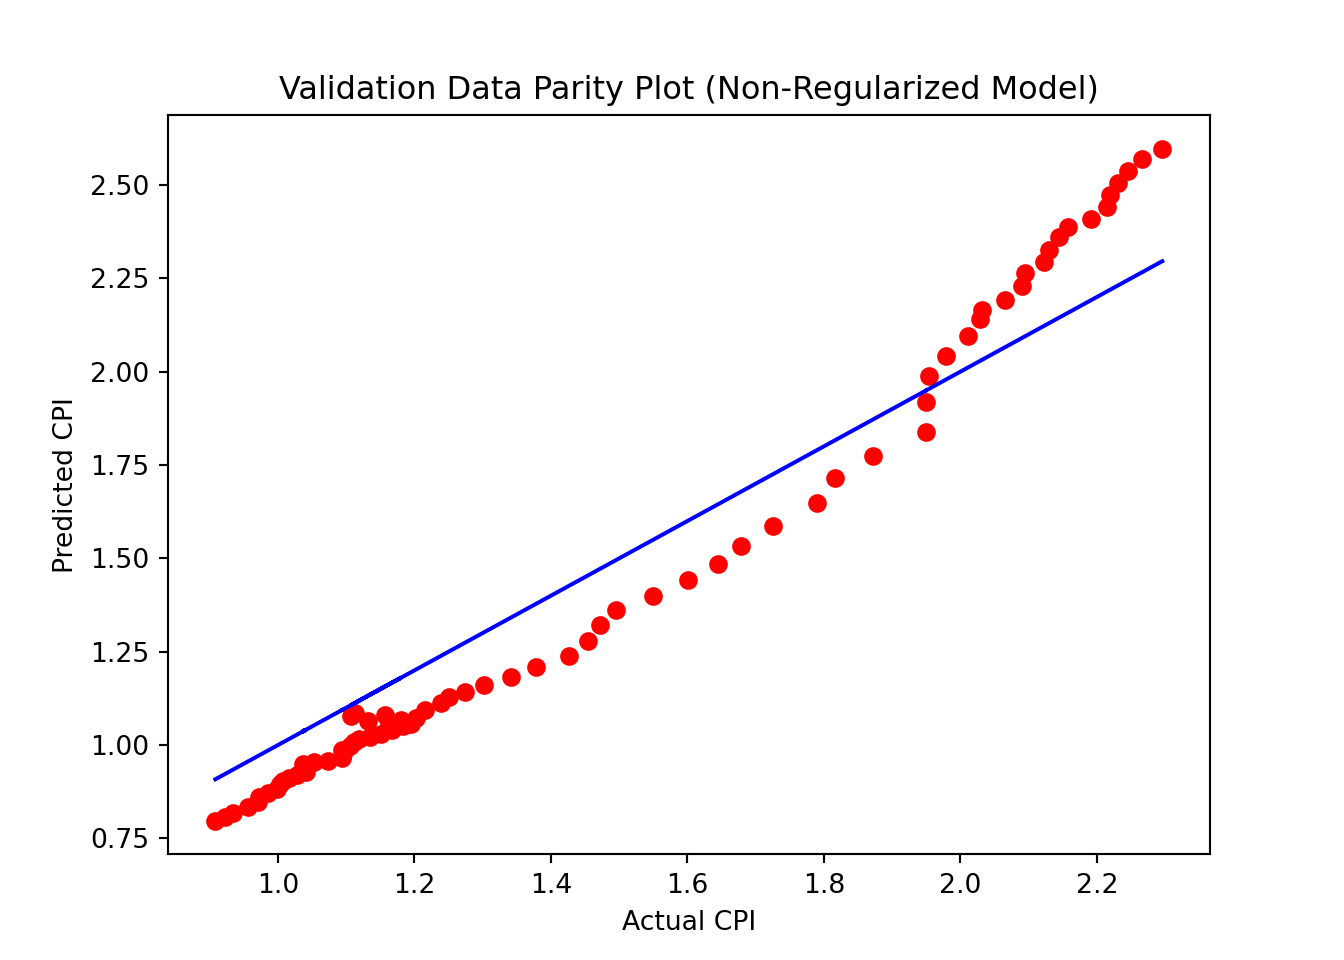 Validation Data Parity Plot (Non-Regularized Model)
2.50
2.25
2.00
1.75
1.50
1.25
1.00
0.75
Predicted CPI
1.0 1.2 1.4 1.6 1.8 2.0 2.2
Actual CPI